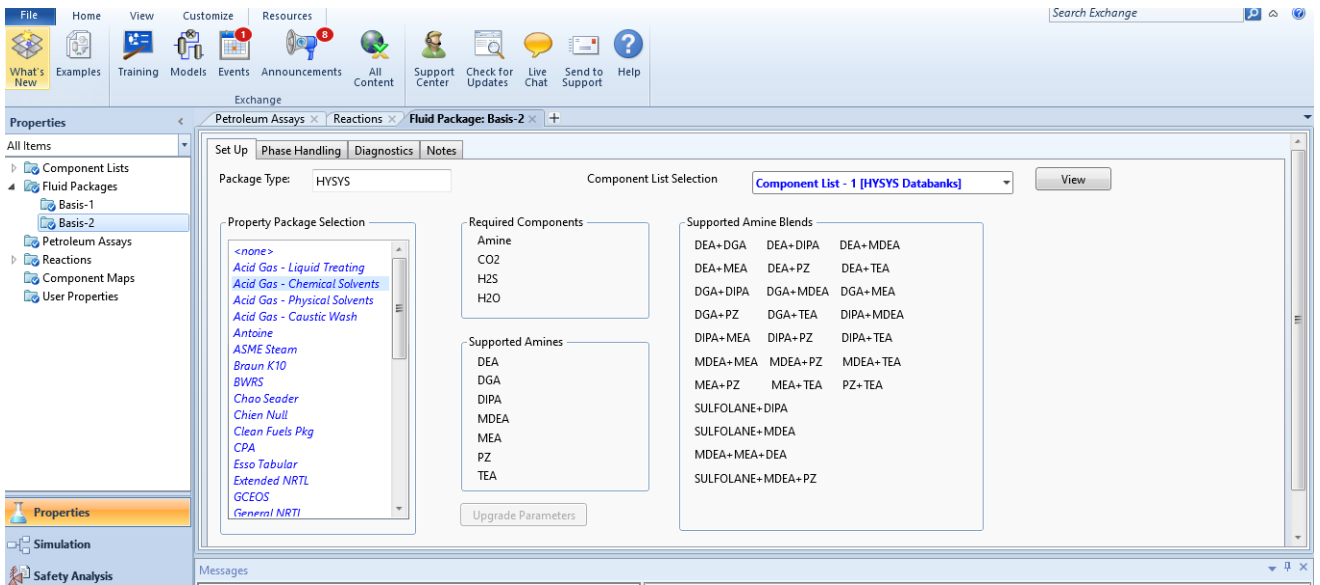 File Home View Customize Resources Search Exchange
What's New Examples Training Models Events 1 Announcements 8 All Content Support Center Check for Updates Live Chat Send to Support Help
Exchange
Properties
All Items
Component Lists
Fluid Packages
Basis-1
Basis-2
Petroleum Assays
Reactions
Component Maps
User Properties
Properties
Simulation
Safety Analysis
Petroleum Assays Reactions Fluid Package: Basis-2
Set Up Phase Handling Diagnostics Notes
Package Type: HYSYS Component List Selection Component List - 1 [HYSYS Databanks] View
Property Package Selection
<none>
Acid Gas - Liquid Treating
Acid Gas - Chemical Solvents
Acid Gas - Physical Solvents
Acid Gas - Caustic Wash
Antoine
ASME Steam
Braun K10
BWRS
Chao Seader
Chien Null
Clean Fuels Pkg
CPA
Esso Tabular
Extended NRTL
GCEOS
General NRTL
Required Components
Amine
CO2
H2S
H2O
Supported Amines
DEA
DGA
DIPA
MDEA
MEA
PZ
TEA
Upgrade Parameters
Supported Amine Blends
DEA+DGA DEA+DIPA DEA+MDEA
DEA+MEA DEA+PZ DEA+TEA
DGA+DIPA DGA+MDEA DGA+MEA
DGA+PZ DGA+TEA DIPA+MDEA
DIPA+MEA DIPA+PZ DIPA+TEA
MDEA+MEA MDEA+PZ MDEA+TEA
MEA+PZ MEA+TEA PZ+TEA
SULFOLANE+DIPA
SULFOLANE+MDEA
MDEA+MEA+DEA
SULFOLANE+MDEA+PZ
Messages